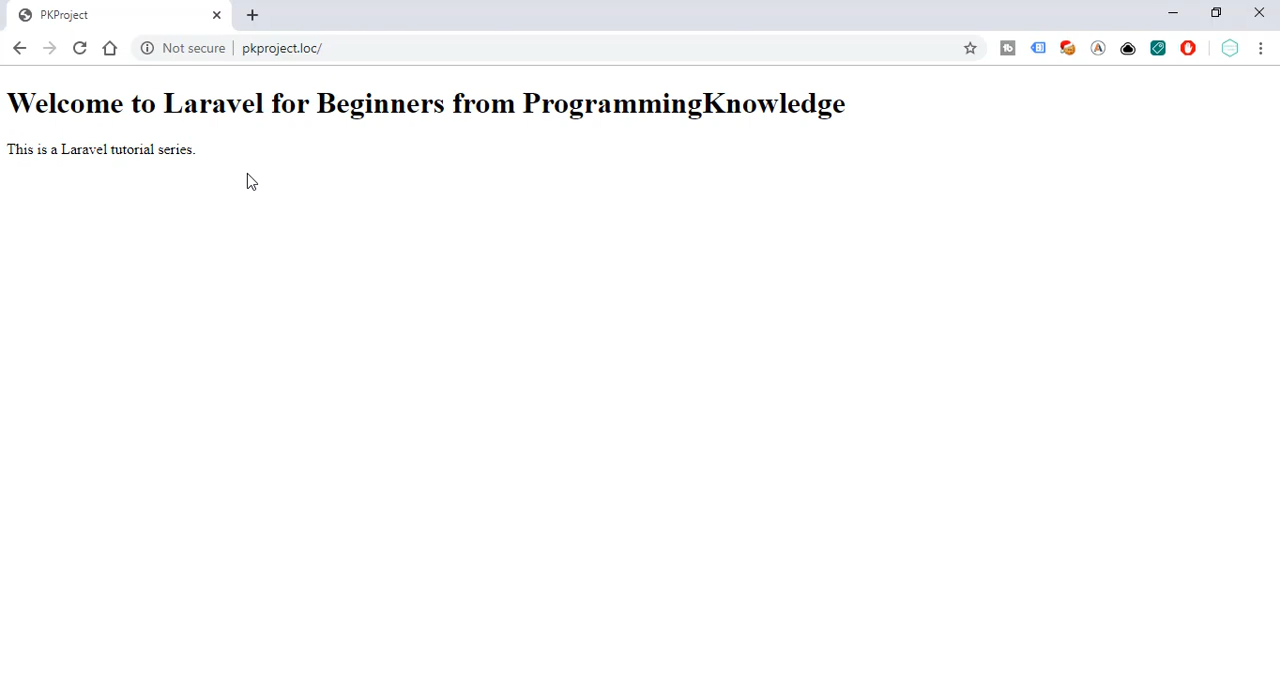 PKProject
Not secure
pkproject.loc/
Welcome to Laravel for Beginners from ProgrammingKnowledge
This is a Laravel tutorial series.